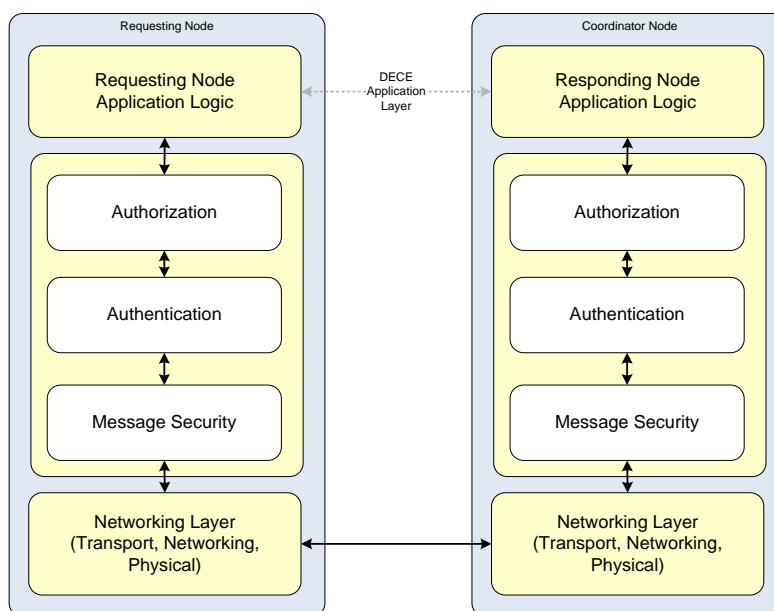 Requesting Node
Requesting Node
Application Logic
Authorization
Authentication
Message Security
Networking Layer
(Transport, Networking,
Physical)
DECE
Application
Layer
Coordinator Node
Responding Node
Application Logic
Authorization
Authentication
Message Security
Networking Layer
(Transport, Networking,
Physical)